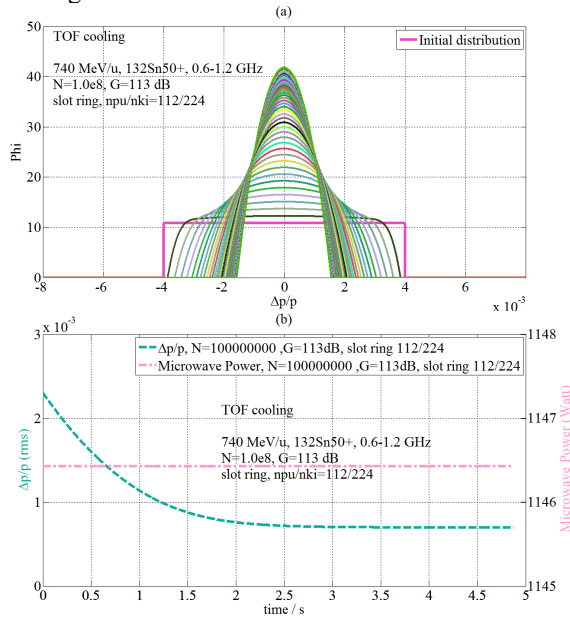 (a)
TOF cooling
740 MeV/u, 132Sn50+, 0.6-1.2 GHz
N=1.0e8, G=113 dB
slot ring, npu/nki=112/224
Initial distribution
50
40
30
20
10
0
Phi
-8 -6 -4 -2 0 2 4 6
Δp/p
x 10⁻³
(b)
3 x 10⁻³
2
1
0
Δp/p (rms)
Δp/p, N=100000000 ,G=113dB, slot ring 112/224
Microwave Power, N=100000000 ,G=113dB, slot ring 112/224
TOF cooling
740 MeV/u, 132Sn50+, 0.6-1.2 GHz
N=1.0e8, G=113 dB
slot ring, npu/nki=112/224
1148
1147
1146
1145
Microwave Power (Watt)
0 0.5 1 1.5 2 2.5 3 3.5 4 4.5 5
time / s